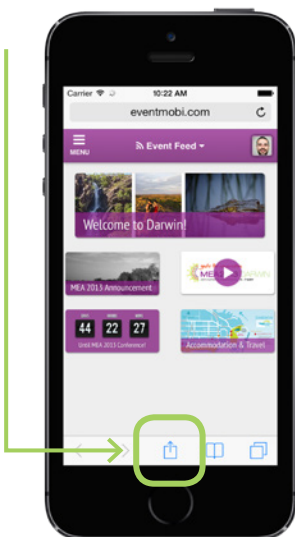 Carrier 10:22 AM
eventmobi.com
MENU Event Feed
Welcome to Darwin!
MEA 2013 Announcement
MEA
44 22 27
Until MEA 2013 Conference!
Accommodation & Travel